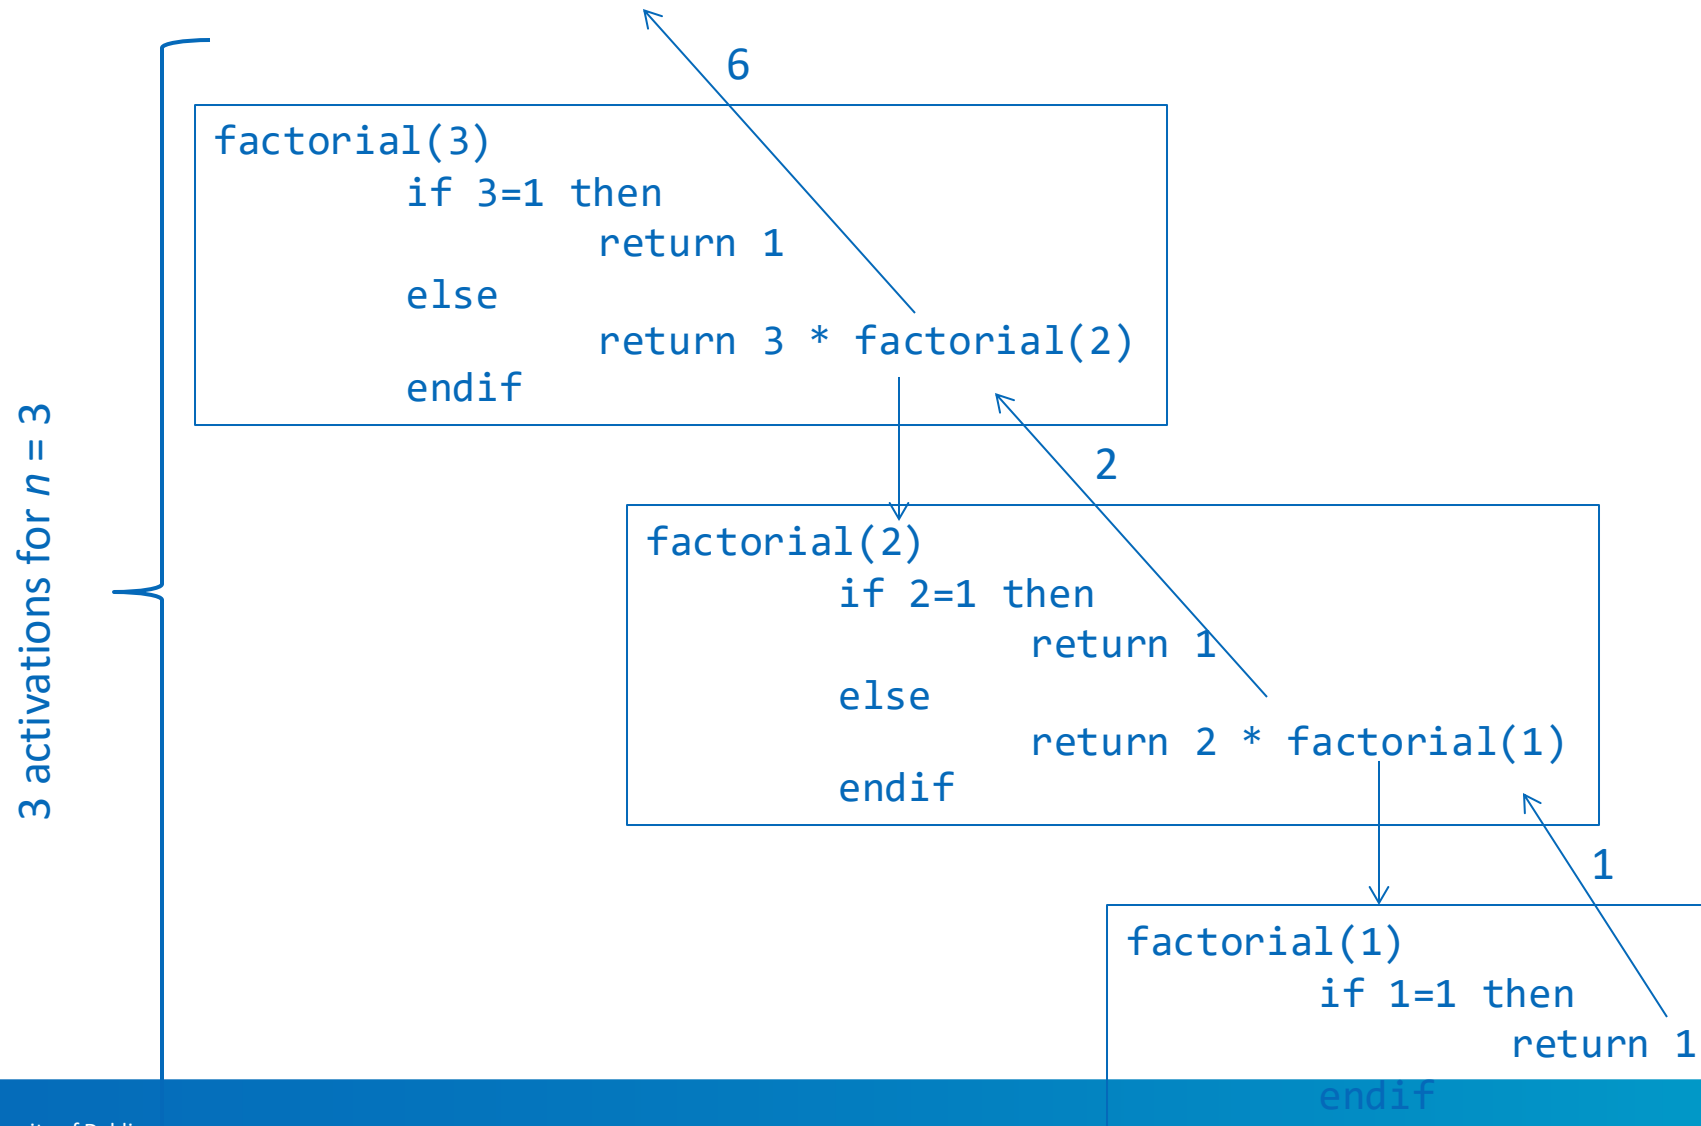 6
factorial(3)
if 3=1 then
return 1
else
return 3 * factorial(2)
endif
3 activations for n = 3
2
factorial(2)
if 2=1 then
return 1
else
return 2 * factorial(1)
endif
1
factorial(1)
if 1=1 then
return 1
endif